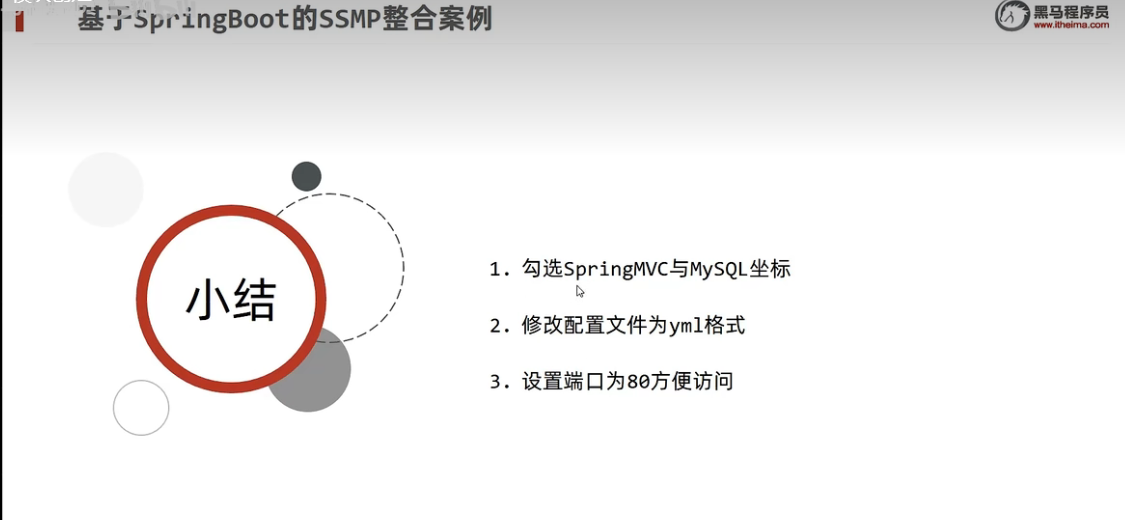 基于SpringBoot的SSMP整合案例
黑马程序员
www.itheima.com
小结
1. 勾选SpringMVC与MySQL坐标
2. 修改配置文件为yml格式
3. 设置端口为80方便访问